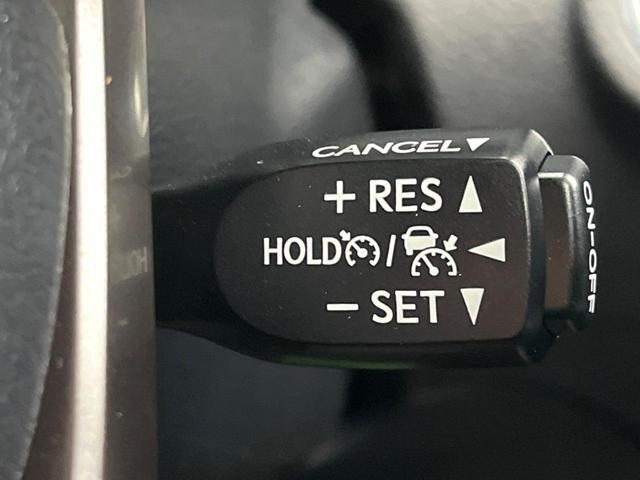 CANCEL▼
+ RES ▲
HOLD / ◀
− SET ▼
ON-OFF